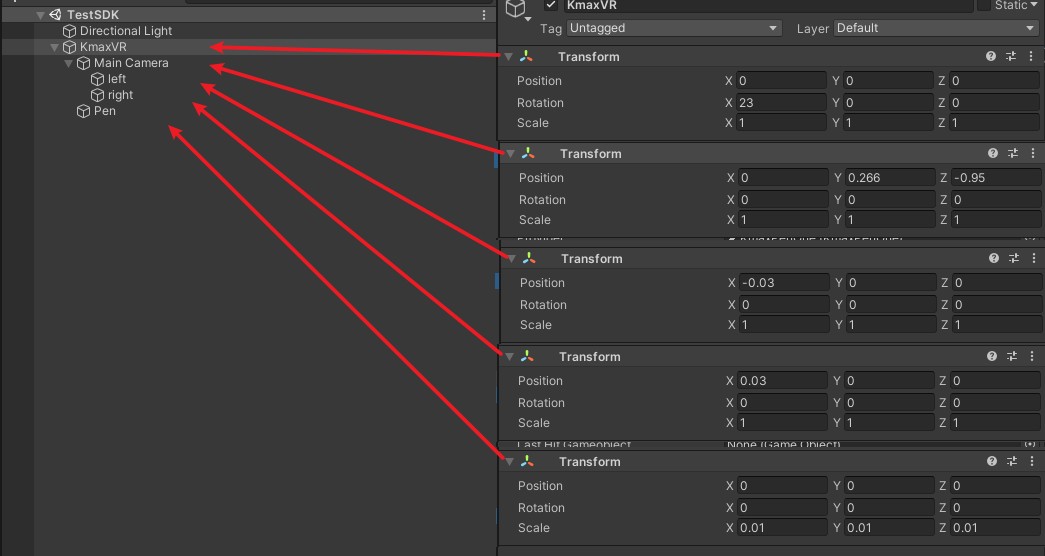 TestSDK
Directional Light
KmaxVR
Main Camera
left
right
Pen
KmaxVR
Static
Tag Untagged Layer Default
Transform
Position X 0 Y 0 Z 0
Rotation X 23 Y 0 Z 0
Scale X 1 Y 1 Z 1
Transform
Position X 0 Y 0.266 Z -0.95
Rotation X 0 Y 0 Z 0
Scale X 1 Y 1 Z 1
Transform
Position X -0.03 Y 0 Z 0
Rotation X 0 Y 0 Z 0
Scale X 1 Y 1 Z 1
Transform
Position X 0.03 Y 0 Z 0
Rotation X 0 Y 0 Z 0
Scale X 1 Y 1 Z 1
Last Hit Gameobject None (Game Object)
Transform
Position X 0 Y 0 Z 0
Rotation X 0 Y 0 Z 0
Scale X 0.01 Y 0.01 Z 0.01